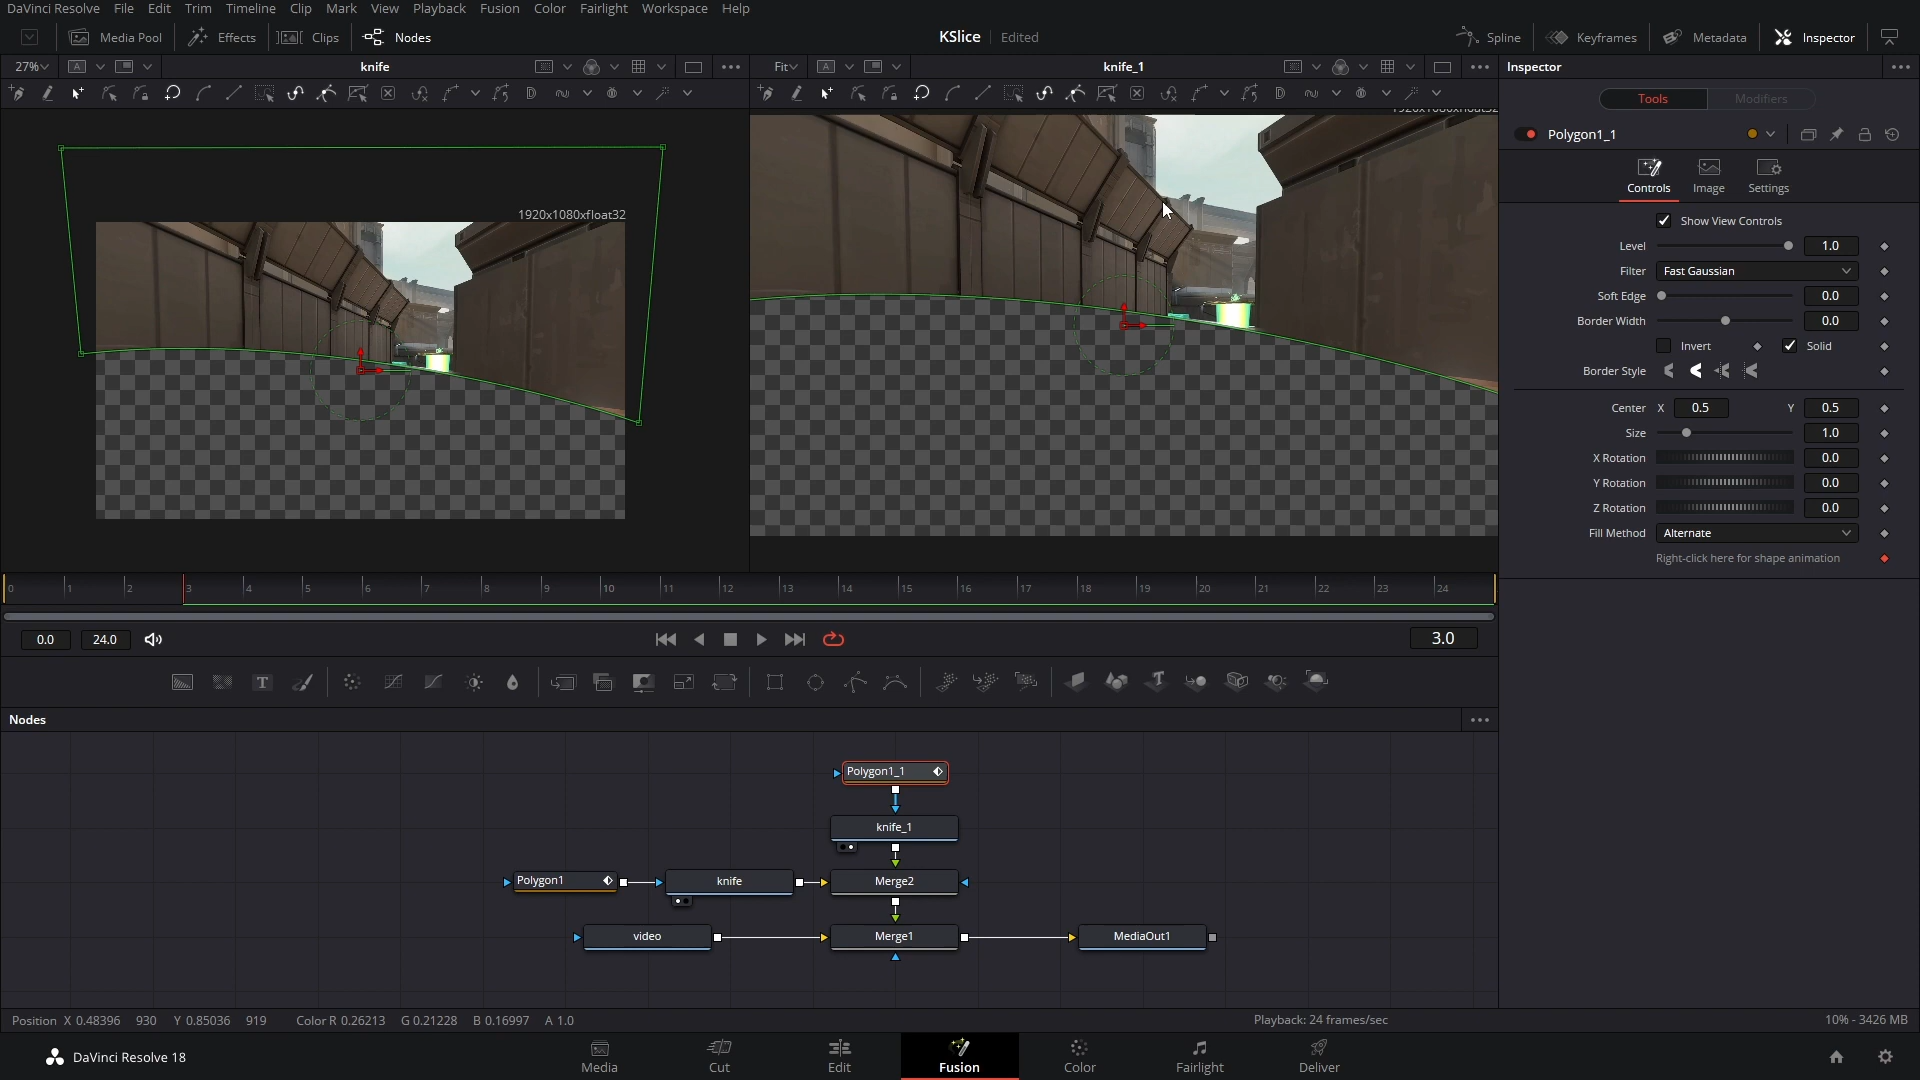 DaVinci Resolve File Edit Trim Timeline Clip Mark View Playback Fusion Color Fairlight Workspace Help
Media Pool Effects Clips Nodes KSlice Edited Spline Keyframes Metadata Inspector
27% A knife Fit A knife_1 Inspector
Tools Modifiers
1920x1080xfloat32
Polygon1_1
Controls Image Settings
1920x1080xfloat32
Show View Controls
Level 1.0
Filter Fast Gaussian
Soft Edge 0.0
Border Width 0.0
Invert Solid
Border Style
Center X 0.5 Y 0.5
Size 1.0
X Rotation 0.0
Y Rotation 0.0
Z Rotation 0.0
Fill Method Alternate
Right-click here for shape animation
0 1 2 3 4 5 6 7 8 9 10 11 12 13 14 15 16 17 18 19 20 21 22 23 24
0.0 24.0 3.0
T
Nodes
Polygon1_1
knife_1
Polygon1 knife Merge2
video Merge1 MediaOut1
Position X 0.48396 930 Y 0.85036 919 Color R 0.26213 G 0.21228 B 0.16997 A 1.0 Playback: 24 frames/sec 10% - 3426 MB
DaVinci Resolve 18 Media Cut Edit Fusion Color Fairlight Deliver